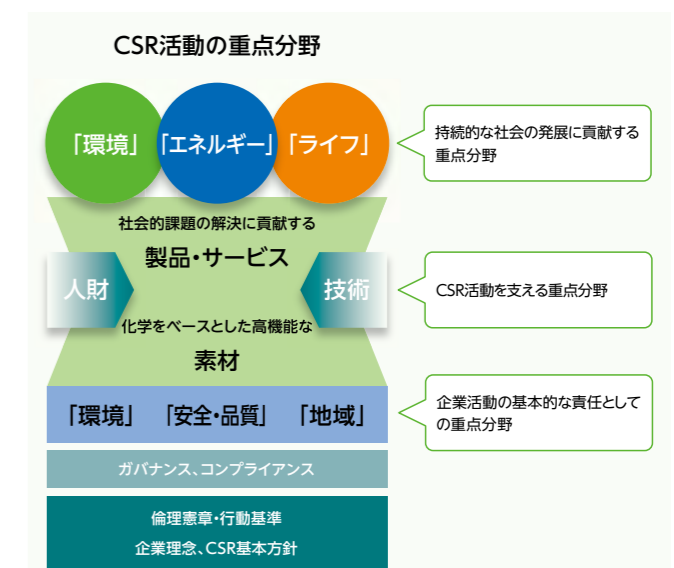 CSR活動の重点分野
「環境」
「エネルギー」
「ライフ」
持続的な社会の発展に貢献する
重点分野
社会的課題の解決に貢献する
製品・サービス
人財
技術
CSR活動を支える重点分野
化学をベースとした高機能な
素材
「環境」 「安全・品質」 「地域」
企業活動の基本的な責任として
の重点分野
ガバナンス、コンプライアンス
倫理憲章・行動基準
企業理念、CSR基本方針